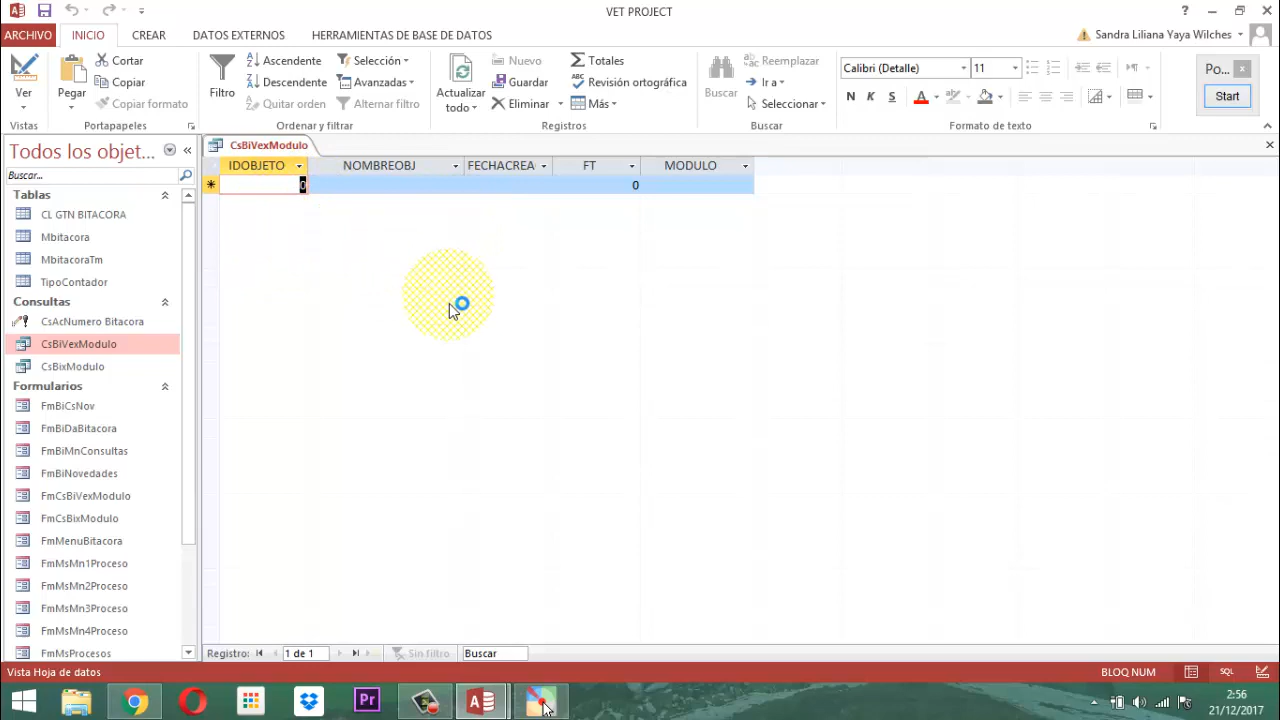 VET PROJECT
ARCHIVO INICIO CREAR DATOS EXTERNOS HERRAMIENTAS DE BASE DE DATOS
Sandra Liliana Yaya Wilches
Ver
Vistas
Pegar
Cortar
Copiar
Copiar formato
Portapapeles
Filtro
Ascendente
Descendente
Quitar orden
Selección
Avanzadas
Alternar filtro
Ordenar y filtrar
Actualizar
todo
Nuevo
Guardar
Eliminar
Totales
Revisión ortográfica
Más
Registros
Buscar
Reemplazar
Ir a
Seleccionar
Buscar
Calibri (Detalle) 11
N K S A
Formato de texto
Po... x
Start
Todos los objet...
Buscar...
Tablas
CL GTN BITACORA
Mbitacora
MbitacoraTm
TipoContador
Consultas
CsAcNumero Bitacora
CsBiVexModulo
CsBixModulo
Formularios
FmBiCsNov
FmBiDaBitacora
FmBiMnConsultas
FmBiNovedades
FmCsBiVexModulo
FmCsBixModulo
FmMenuBitacora
FmMsMn1Proceso
FmMsMn2Proceso
FmMsMn3Proceso
FmMsMn4Proceso
FmMsProcesos
CsBiVexModulo
IDOBJETO NOMBREOBJ FECHACREA FT MODULO
0 0
Registro: 1 de 1 Sin filtro Buscar
Vista Hoja de datos
BLOQ NUM SQL
Pr
2:56
21/12/2017